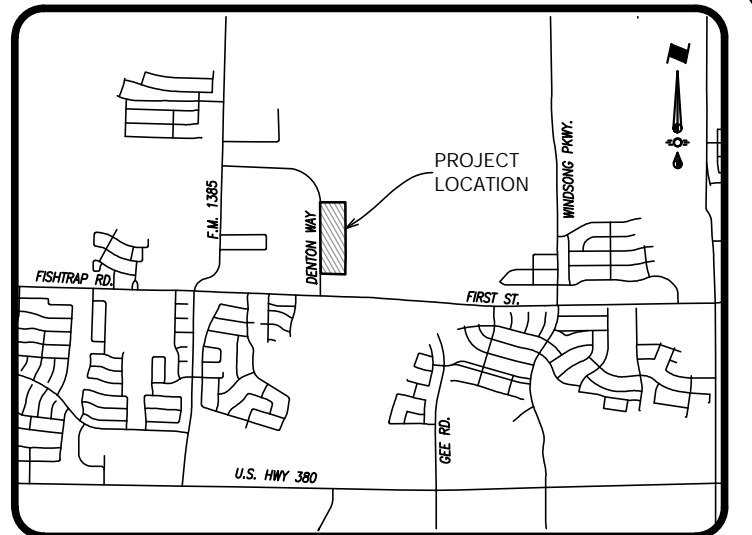 PROJECT
LOCATION
WINDSONG PKWY.
F.M. 1385
DENTON WAY
FISHTRAP RD.
FIRST ST.
GEE RD.
U.S. HWY 380